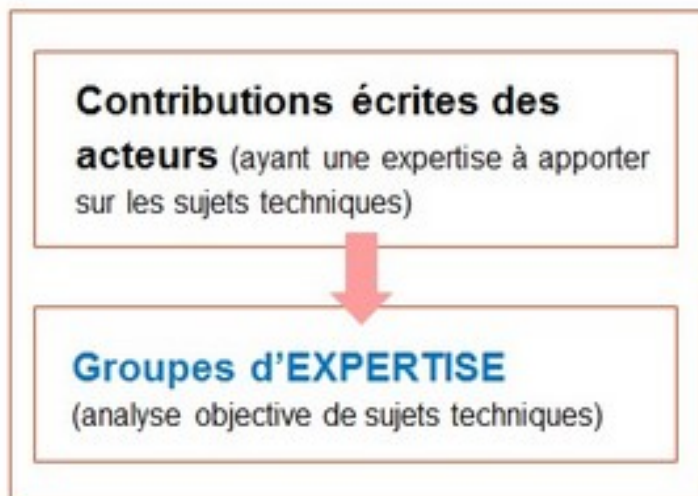 Contributions écrites des
acteurs (ayant une expertise à apporter
sur les sujets techniques)
Groupes d’EXPERTISE
(analyse objective de sujets techniques)